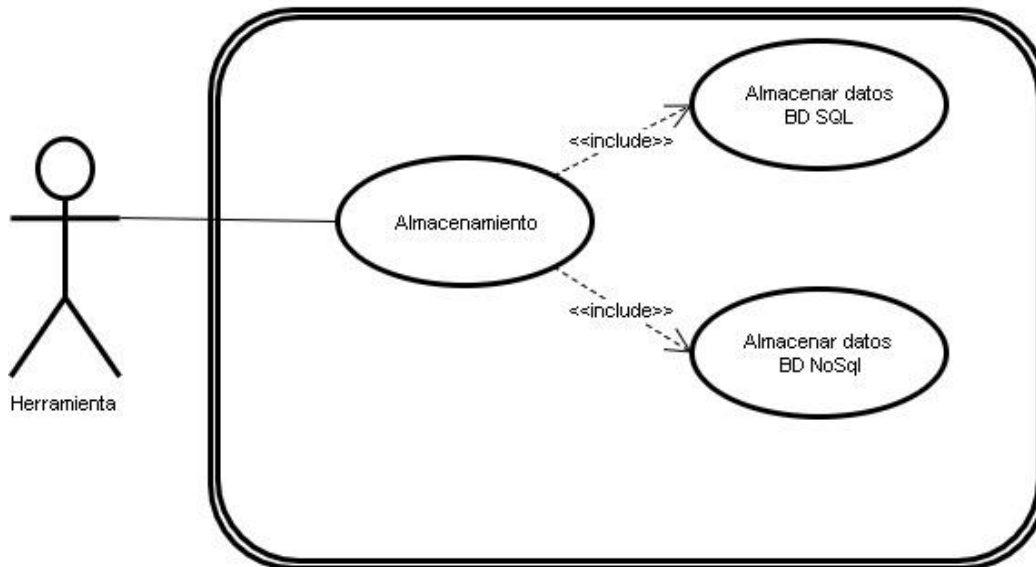 Almacenar datos
BD SQL
<<include>>
Almacenamiento
<<include>>
Almacenar datos
BD NoSql
Herramienta